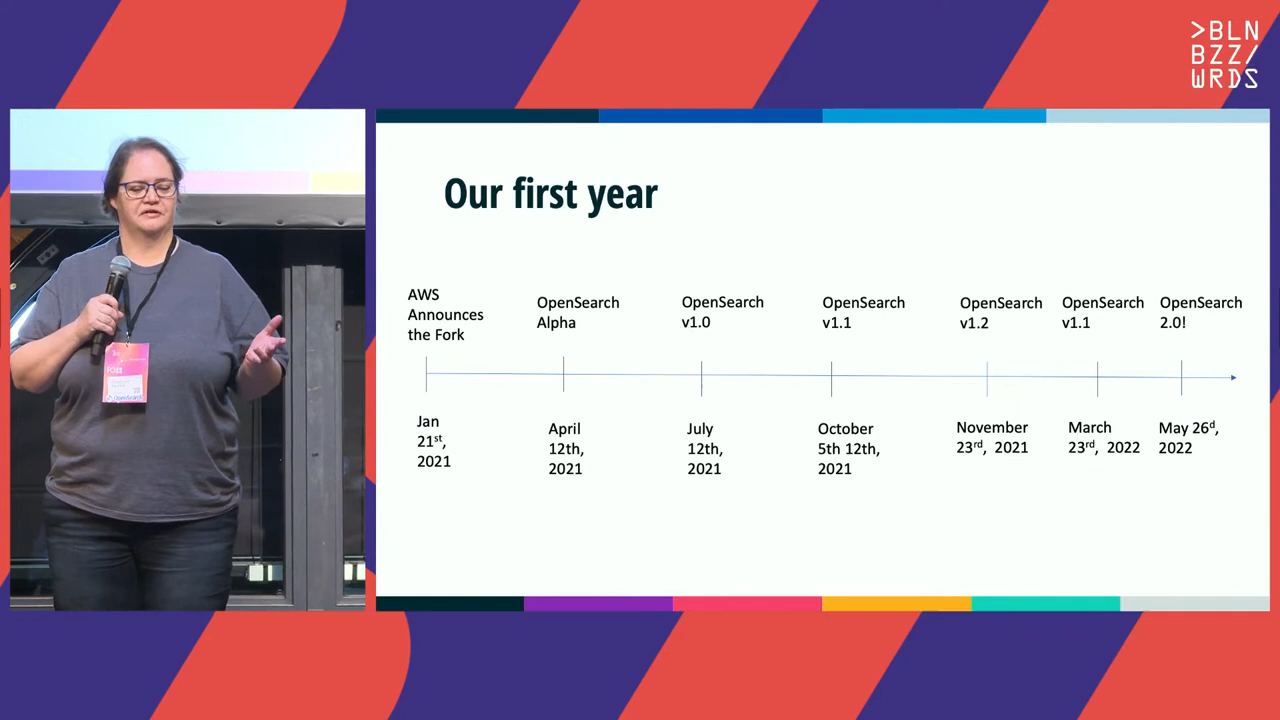 >BLN
BZZ/
WRDS
Our first year
AWS
Announces
the Fork
OpenSearch
Alpha
OpenSearch
v1.0
OpenSearch
v1.1
OpenSearch
v1.2
OpenSearch
v1.1
OpenSearch
2.0!
Jan
21st,
2021
April
12th,
2021
July
12th,
2021
October
5th 12th,
2021
November
23rd, 2021
March
23rd, 2022
May 26d,
2022
OpenSearch